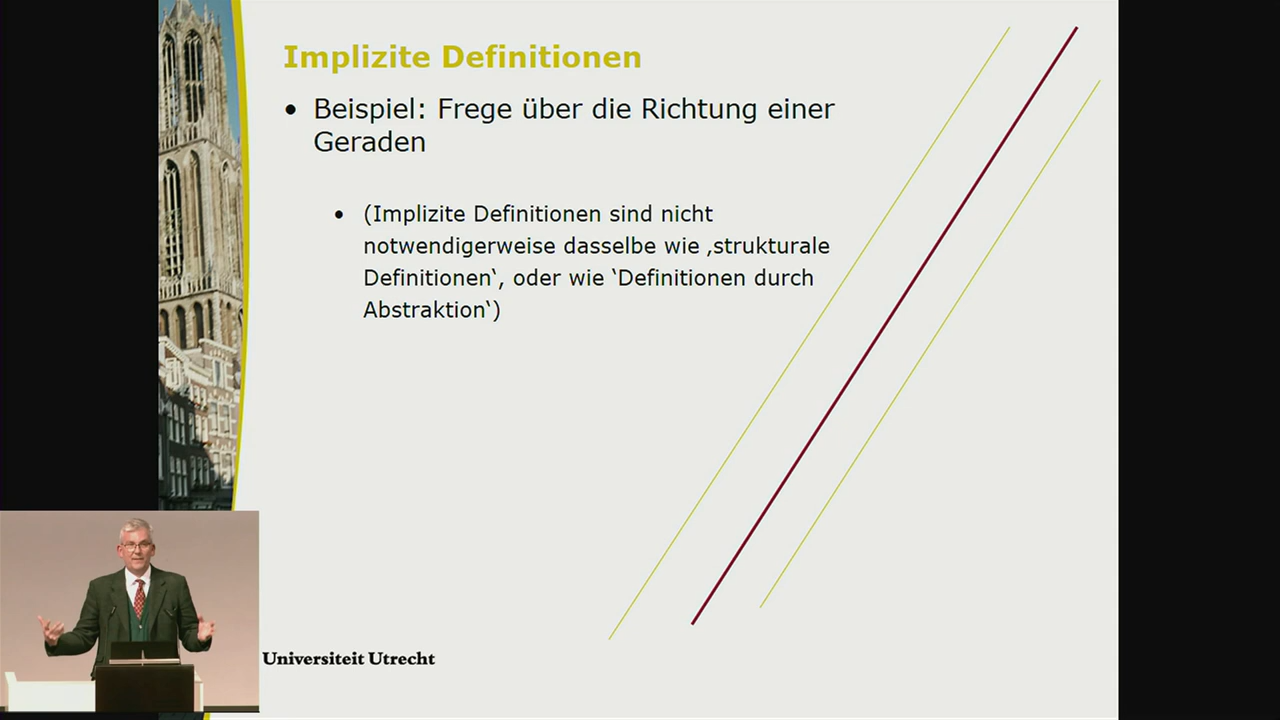 Implizite Definitionen
• Beispiel: Frege über die Richtung einer
Geraden
• (Implizite Definitionen sind nicht
notwendigerweise dasselbe wie ‚strukturale
Definitionen‘, oder wie ‘Definitionen durch
Abstraktion‘)
Universiteit Utrecht